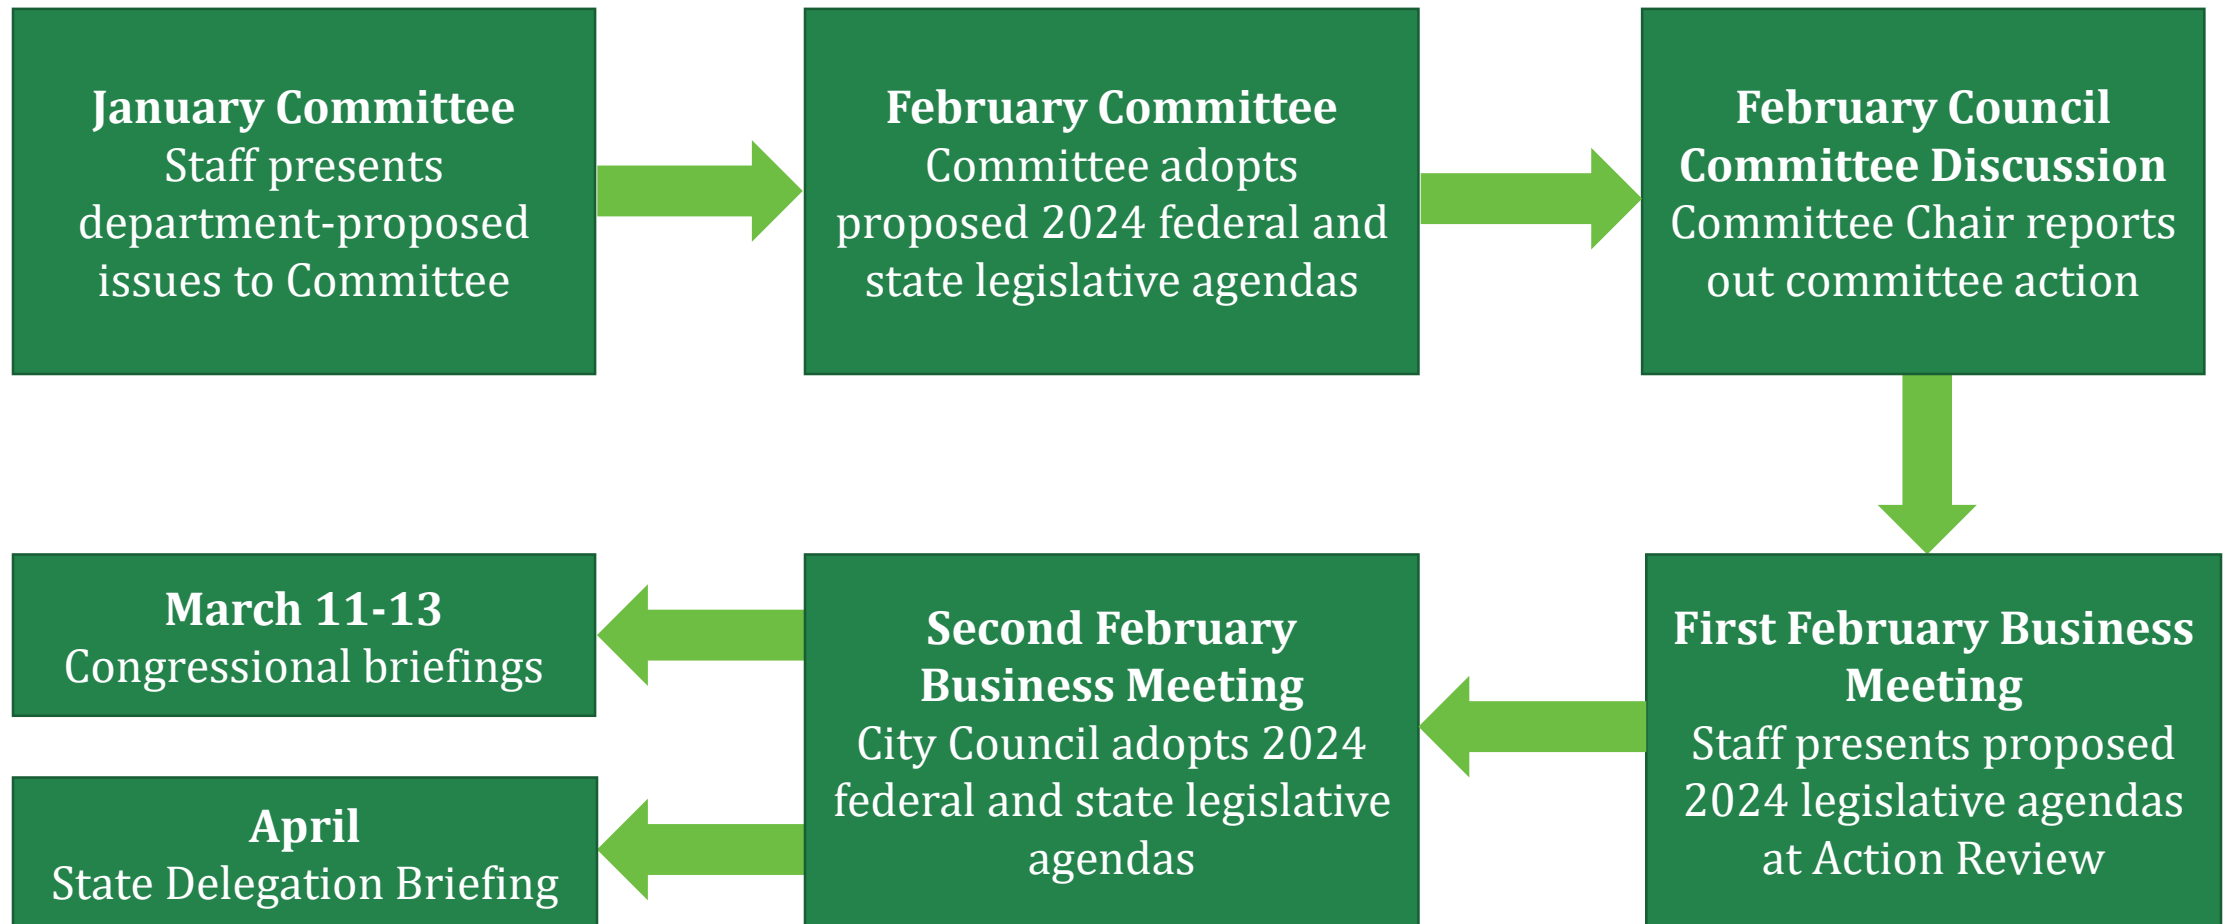 January Committee
Staff presents
department-proposed
issues to Committee
February Committee
Committee adopts
proposed 2024 federal and
state legislative agendas
February Council
Committee Discussion
Committee Chair reports
out committee action
First February Business
Meeting
Staff presents proposed
2024 legislative agendas
at Action Review
Second February
Business Meeting
City Council adopts 2024
federal and state legislative
agendas
March 11-13
Congressional briefings
April
State Delegation Briefing